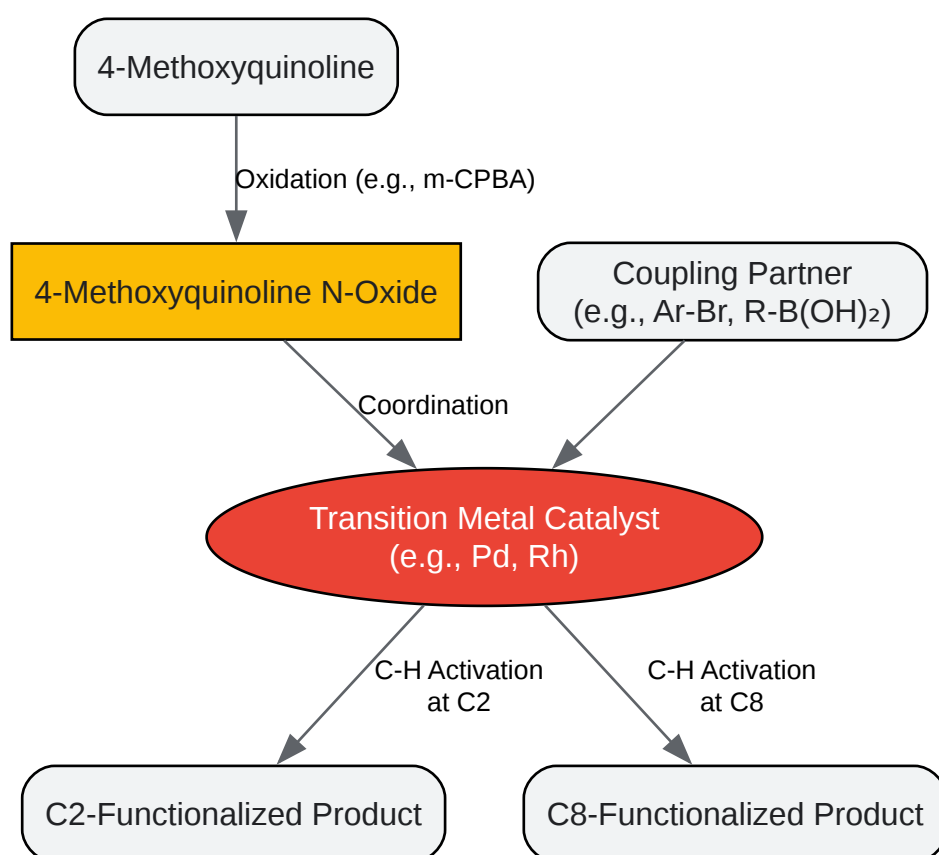 4-Methoxyquinoline
Oxidation (e.g., m-CPBA)
4-Methoxyquinoline N-Oxide
Coupling Partner
(e.g., Ar-Br, R-B(OH)₂)
Coordination
Transition Metal Catalyst
(e.g., Pd, Rh)
C-H Activation
at C2
C-H Activation
at C8
C2-Functionalized Product
C8-Functionalized Product